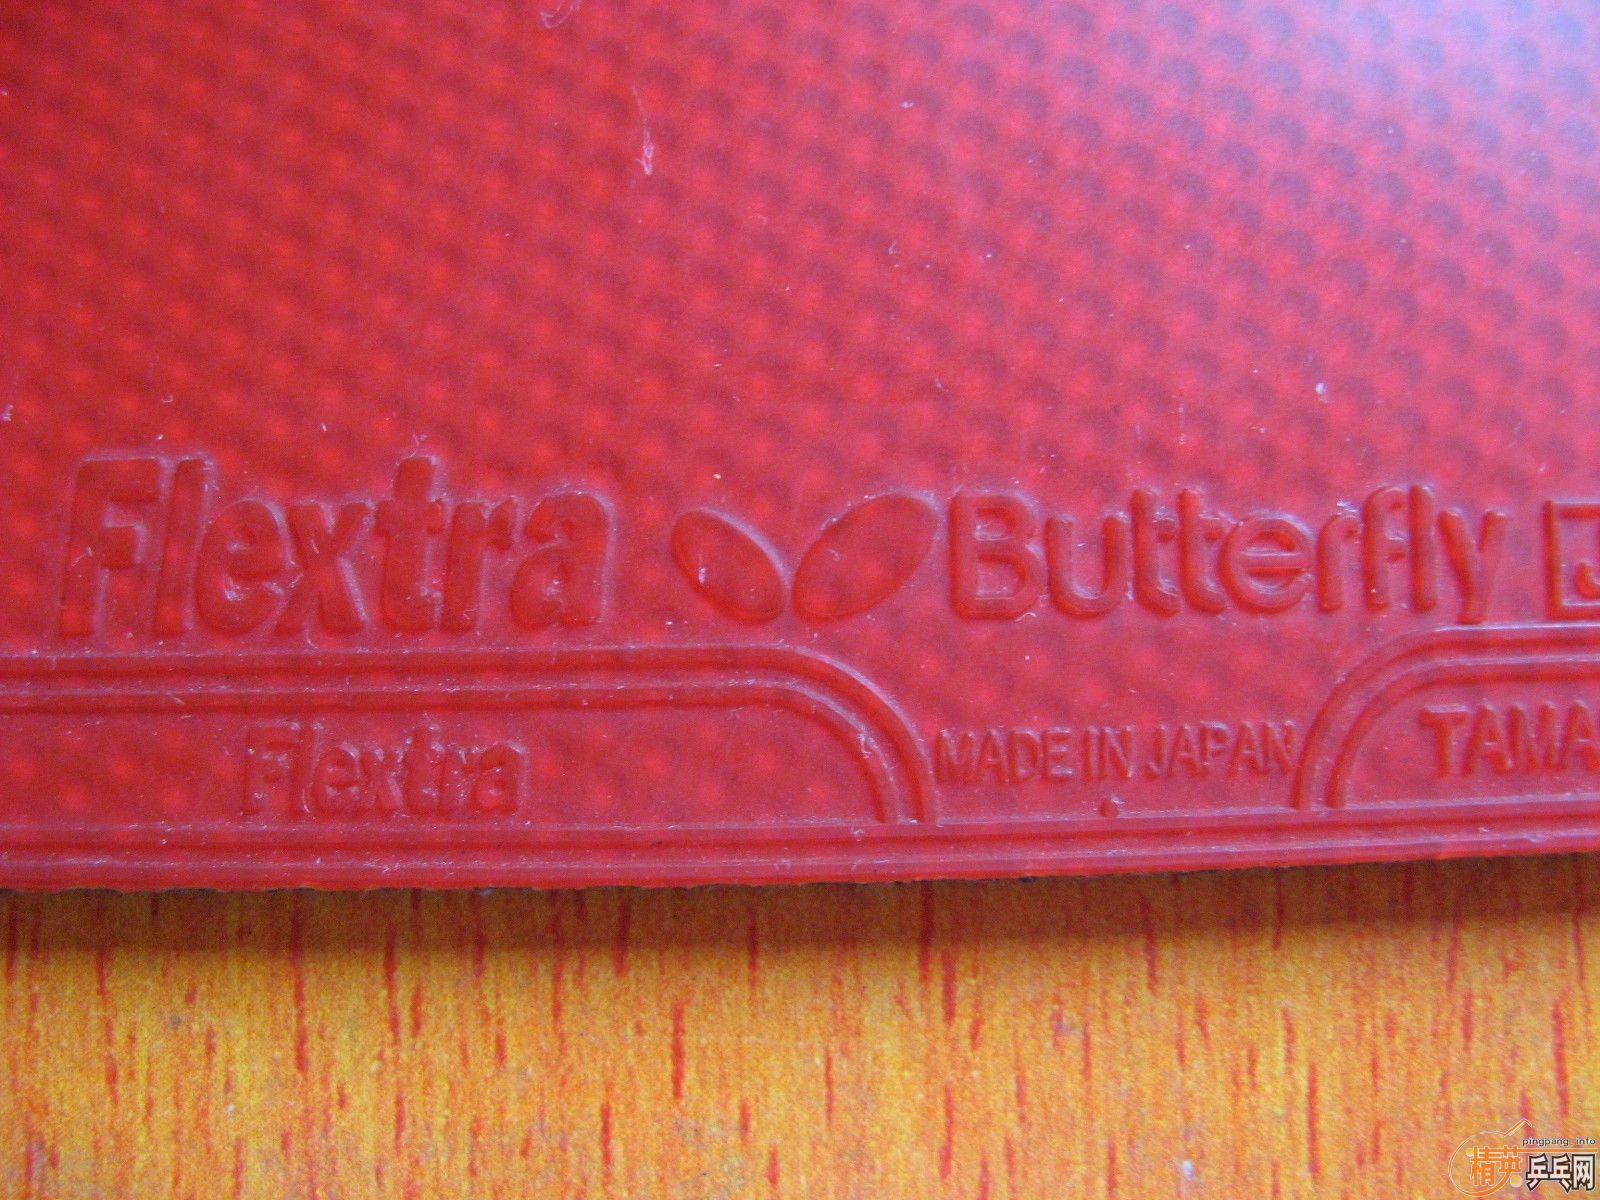 Flextra Butterfly J
Flextra MADE IN JAPAN TAMA
pingpang.info
精英乒乓网